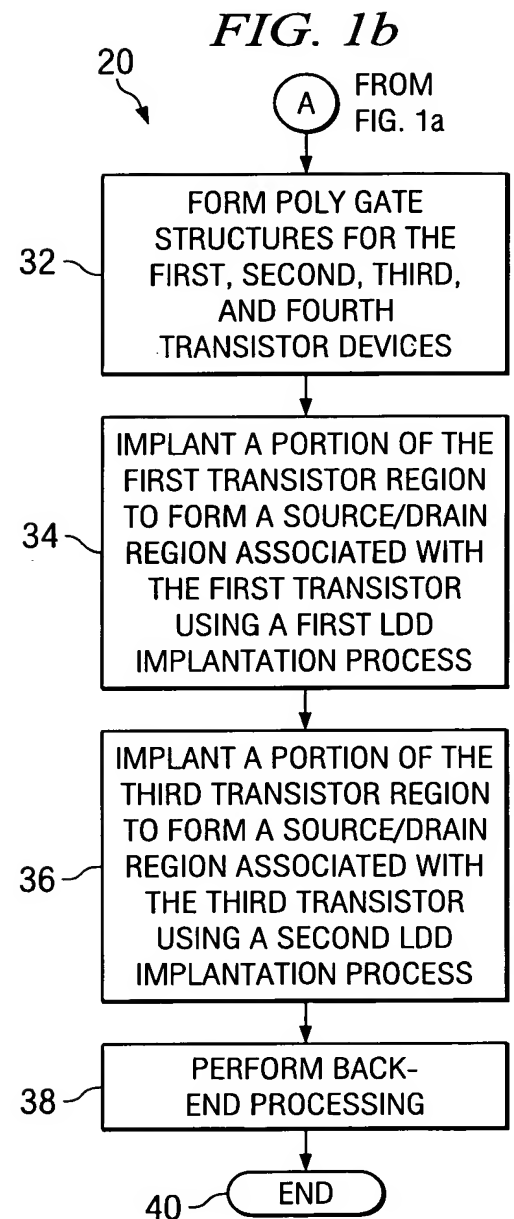 FIG. 1b
20
A
FROM
FIG. 1a
FORM POLY GATE
STRUCTURES FOR THE
FIRST, SECOND, THIRD,
AND FOURTH
TRANSISTOR DEVICES
32
IMPLANT A PORTION OF THE
FIRST TRANSISTOR REGION
TO FORM A SOURCE/DRAIN
REGION ASSOCIATED WITH
THE FIRST TRANSISTOR
USING A FIRST LDD
IMPLANTATION PROCESS
34
IMPLANT A PORTION OF THE
THIRD TRANSISTOR REGION
TO FORM A SOURCE/DRAIN
REGION ASSOCIATED WITH
THE THIRD TRANSISTOR
USING A SECOND LDD
IMPLANTATION PROCESS
36
PERFORM BACK-
END PROCESSING
38
END
40